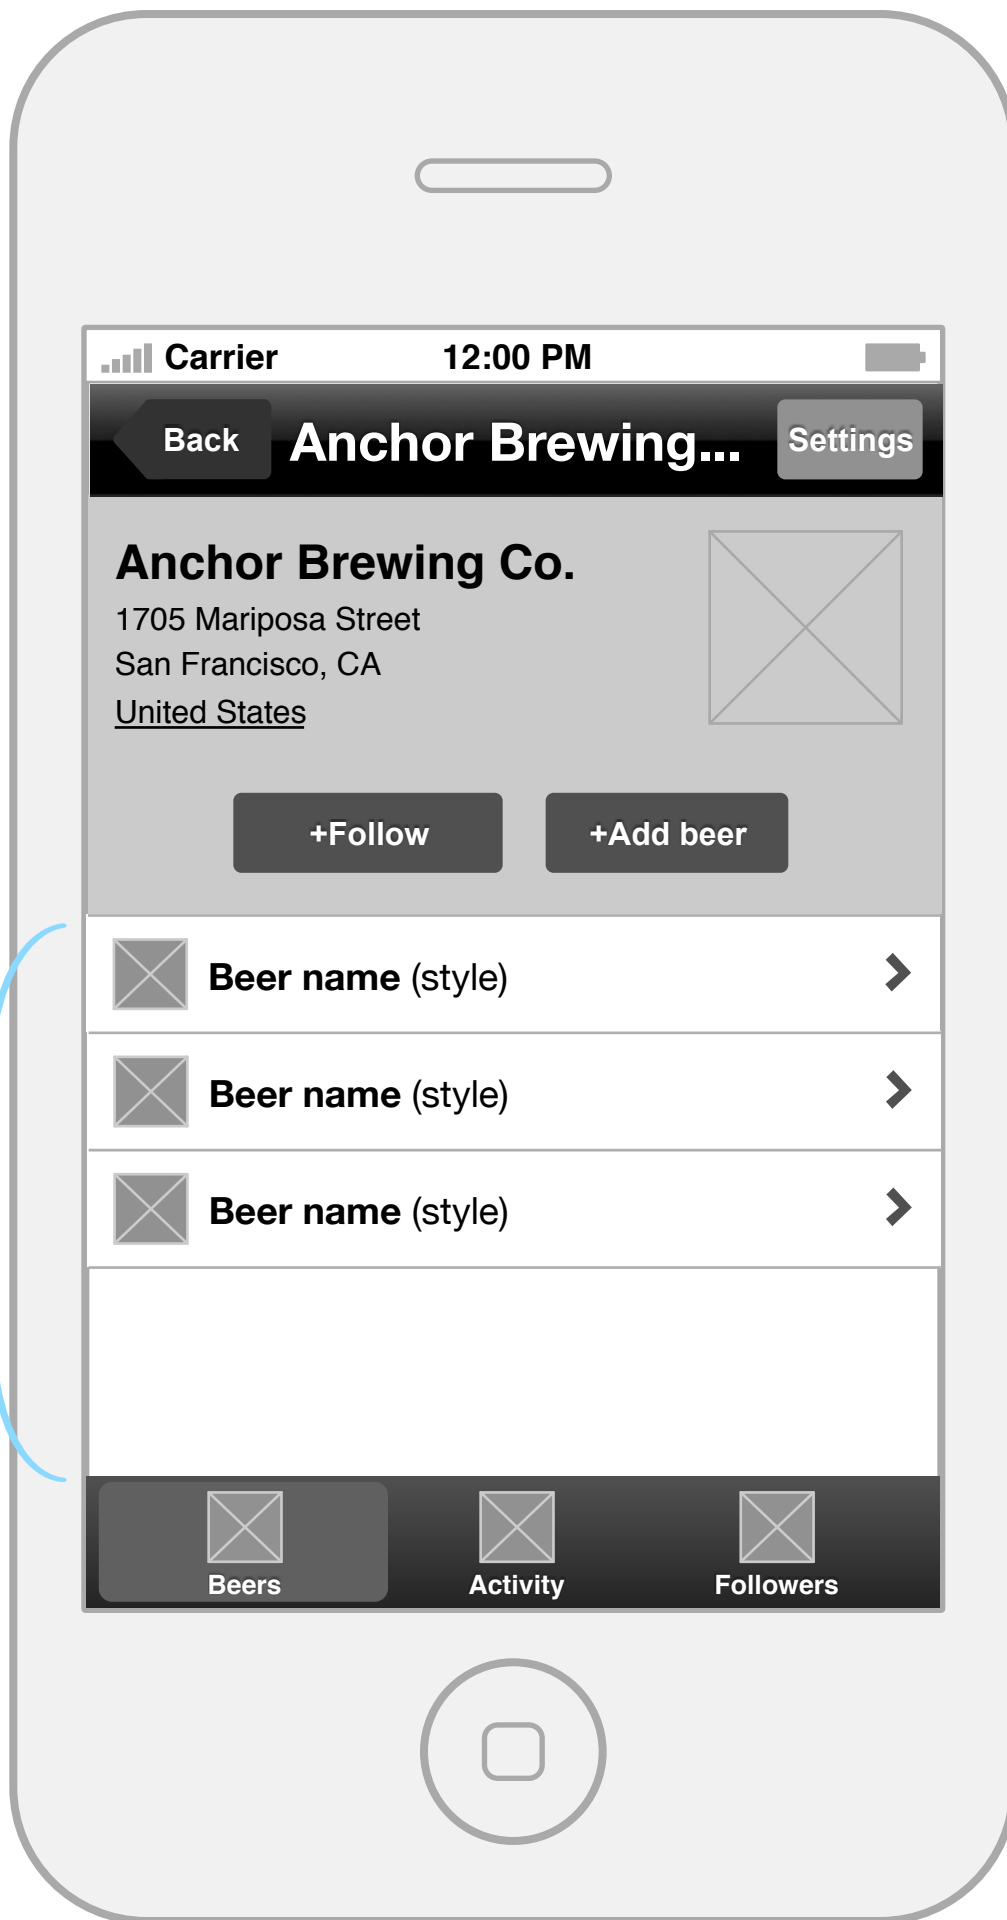 Carrier 12:00 PM
Back Anchor Brewing... Settings
Anchor Brewing Co.
1705 Mariposa Street
San Francisco, CA
United States
+Follow +Add beer
Beer name (style)
Beer name (style)
Beer name (style)
Beers Activity Followers